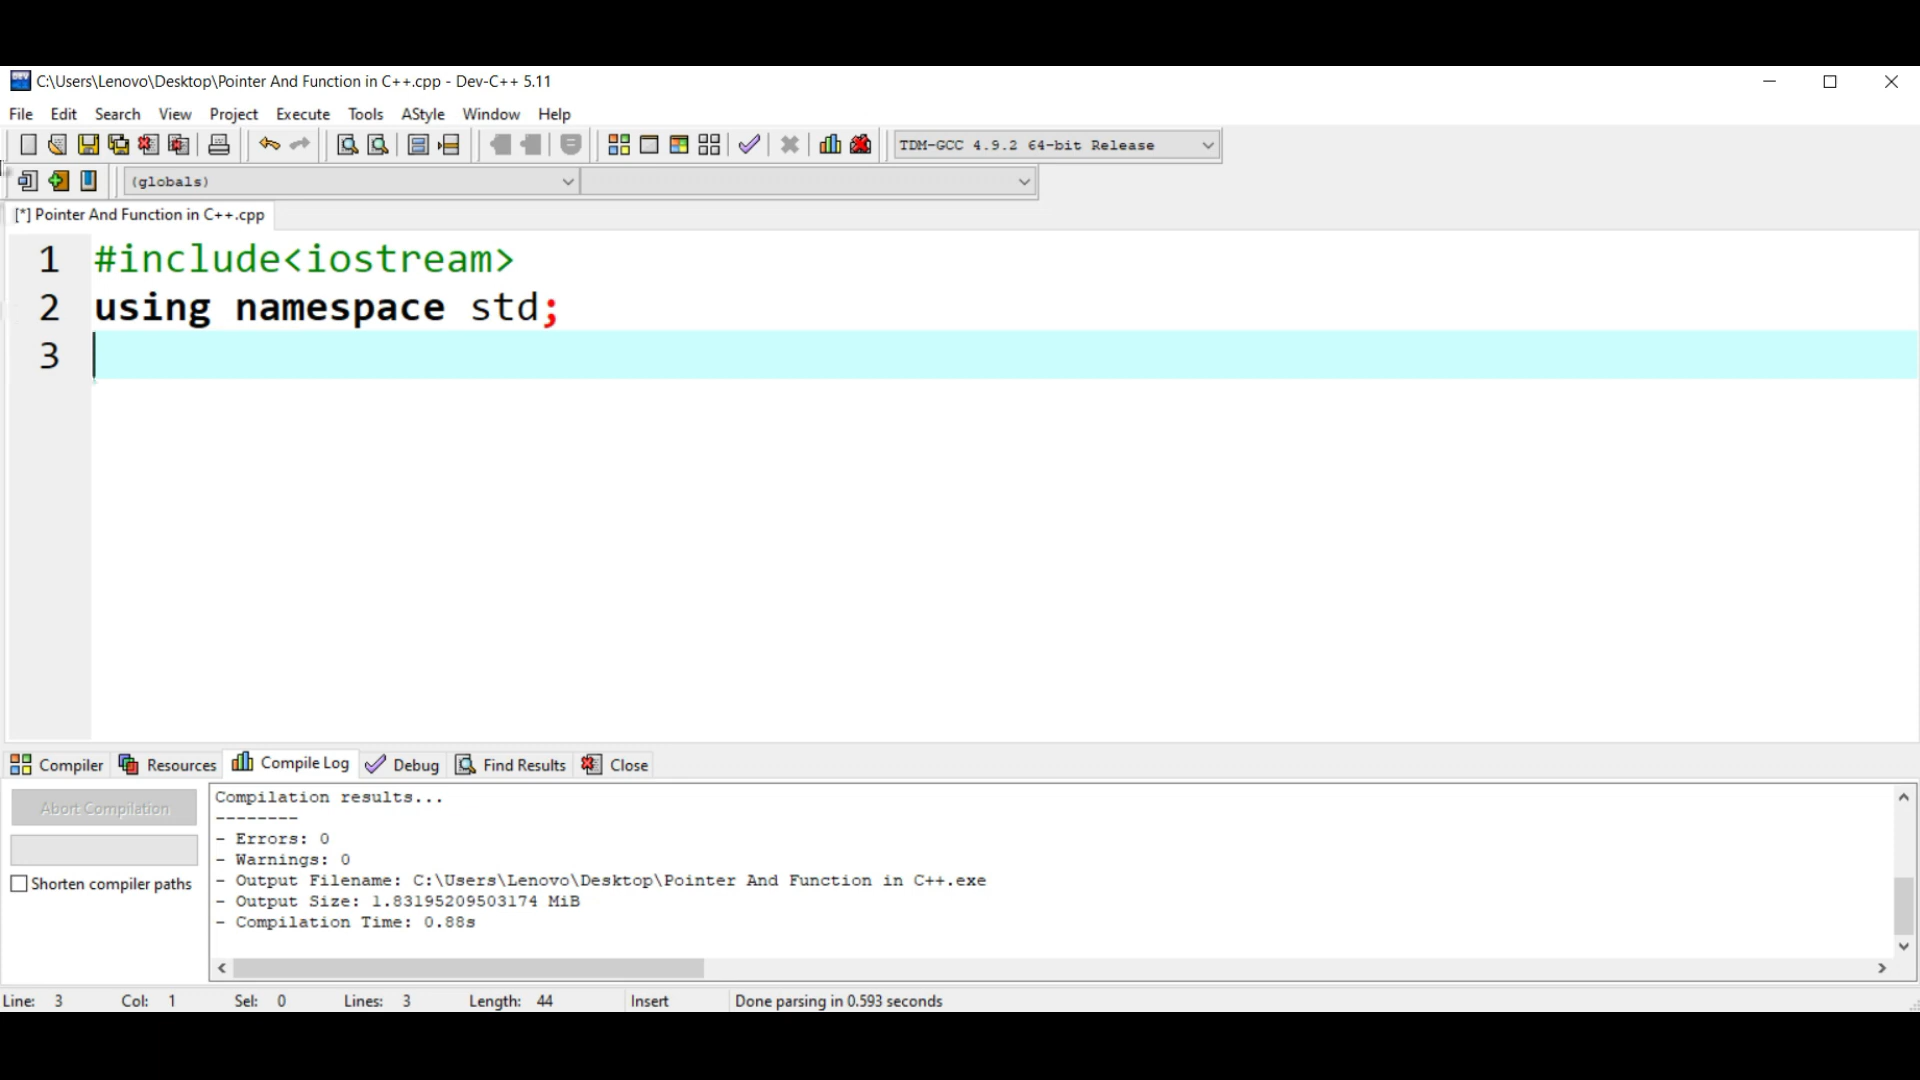 C:\Users\Lenovo\Desktop\Pointer And Function in C++.cpp - Dev-C++ 5.11
File Edit Search View Project Execute Tools AStyle Window Help
TDM-GCC 4.9.2 64-bit Release
(globals)
[*] Pointer And Function in C++.cpp
1 #include<iostream>
2 using namespace std;
3
Compiler Resources Compile Log Debug Find Results Close
Abort Compilation
Shorten compiler paths
Compilation results...
--------
- Errors: 0
- Warnings: 0
- Output Filename: C:\Users\Lenovo\Desktop\Pointer And Function in C++.exe
- Output Size: 1.83195209503174 MiB
- Compilation Time: 0.88s
Line: 3 Col: 1 Sel: 0 Lines: 3 Length: 44 Insert Done parsing in 0.593 seconds